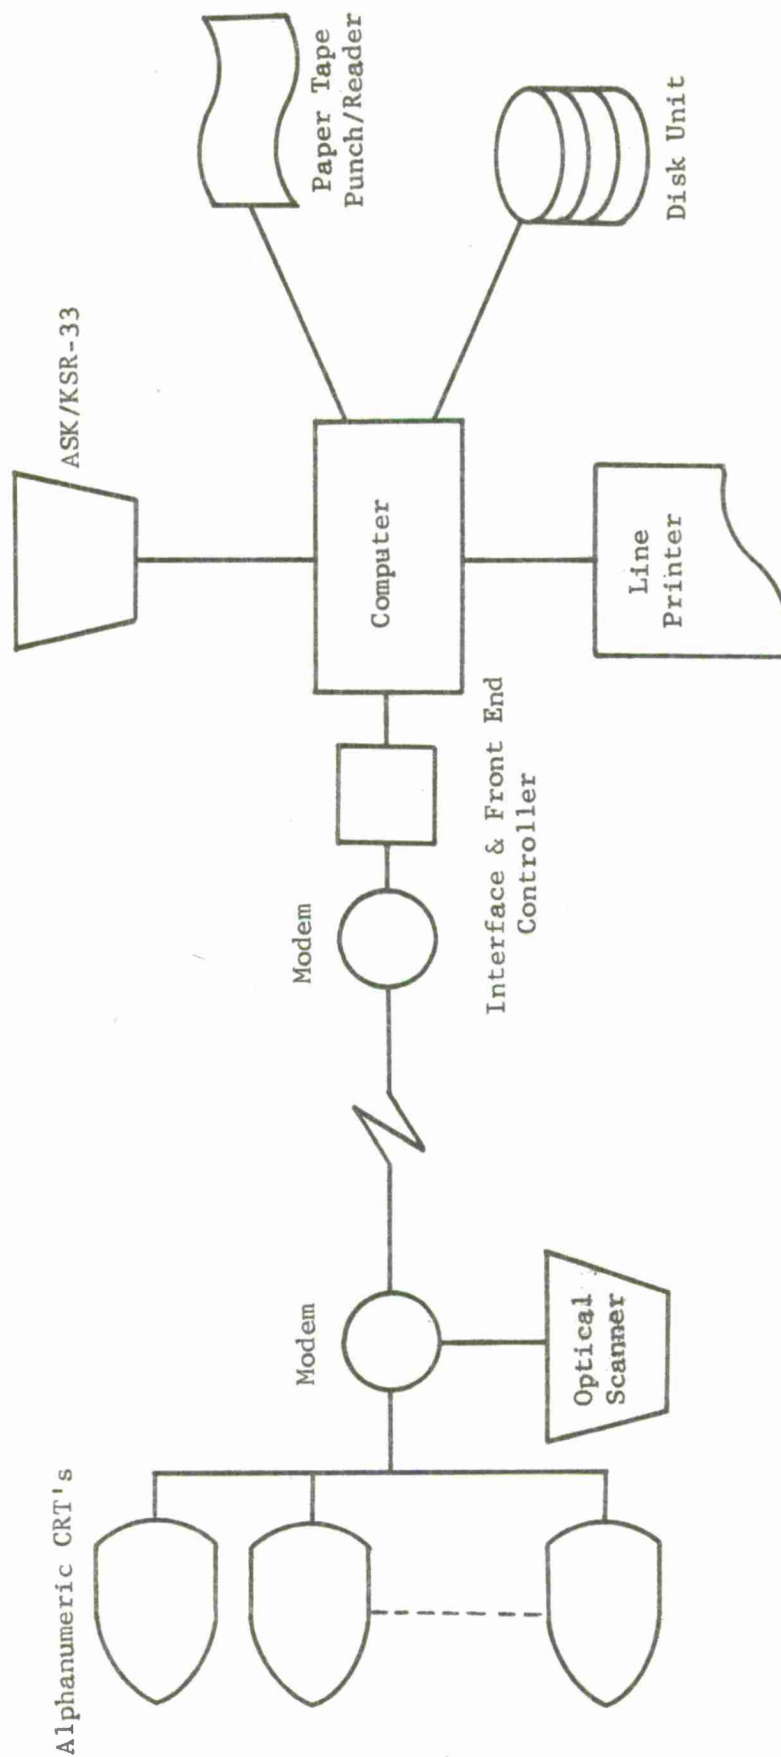 Alphanumeric CRT's
Modem
Optical
Scanner
Modem
Interface & Front End
Controller
Computer
ASK/KSR-33
Line
Printer
Paper Tape
Punch/Reader
Disk Unit